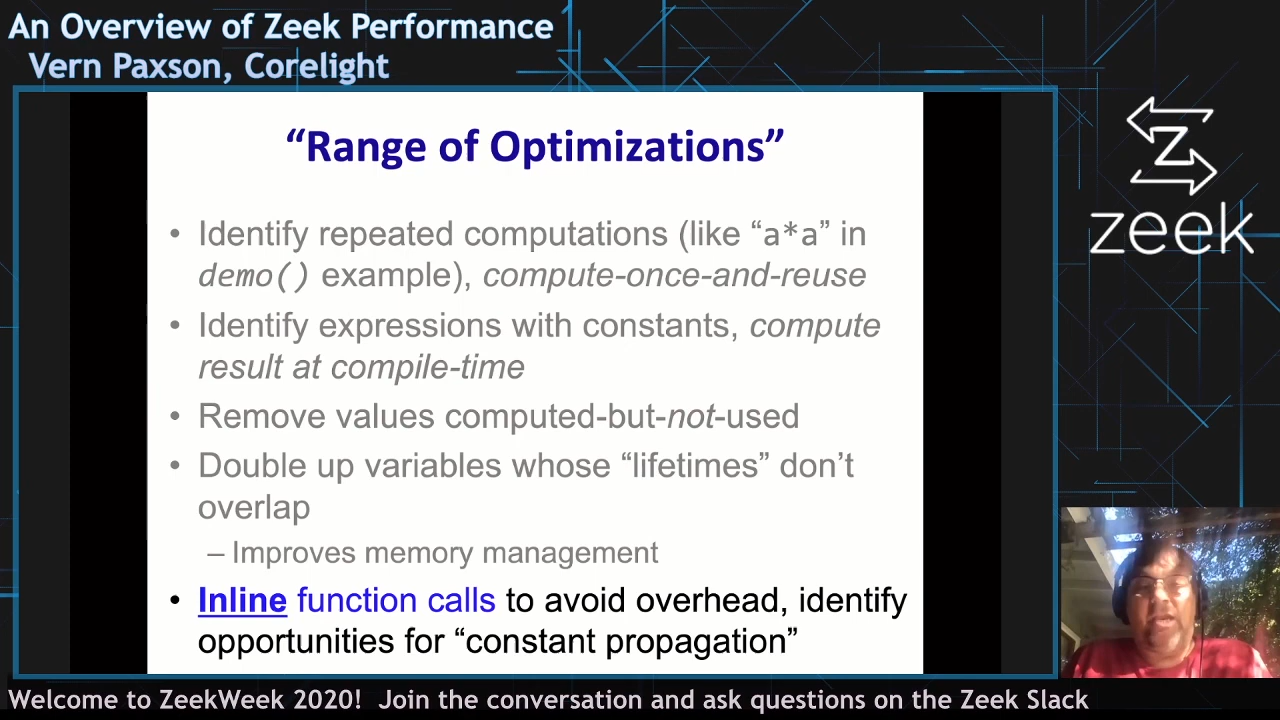 An Overview of Zeek Performance
Vern Paxson, Corelight
“Range of Optimizations”
• Identify repeated computations (like “a*a” in
demo() example), compute-once-and-reuse
• Identify expressions with constants, compute
result at compile-time
• Remove values computed-but-not-used
• Double up variables whose “lifetimes” don’t
overlap
– Improves memory management
• Inline function calls to avoid overhead, identify
opportunities for “constant propagation”
Z
zeek
Welcome to ZeekWeek 2020! Join the conversation and ask questions on the Zeek Slack